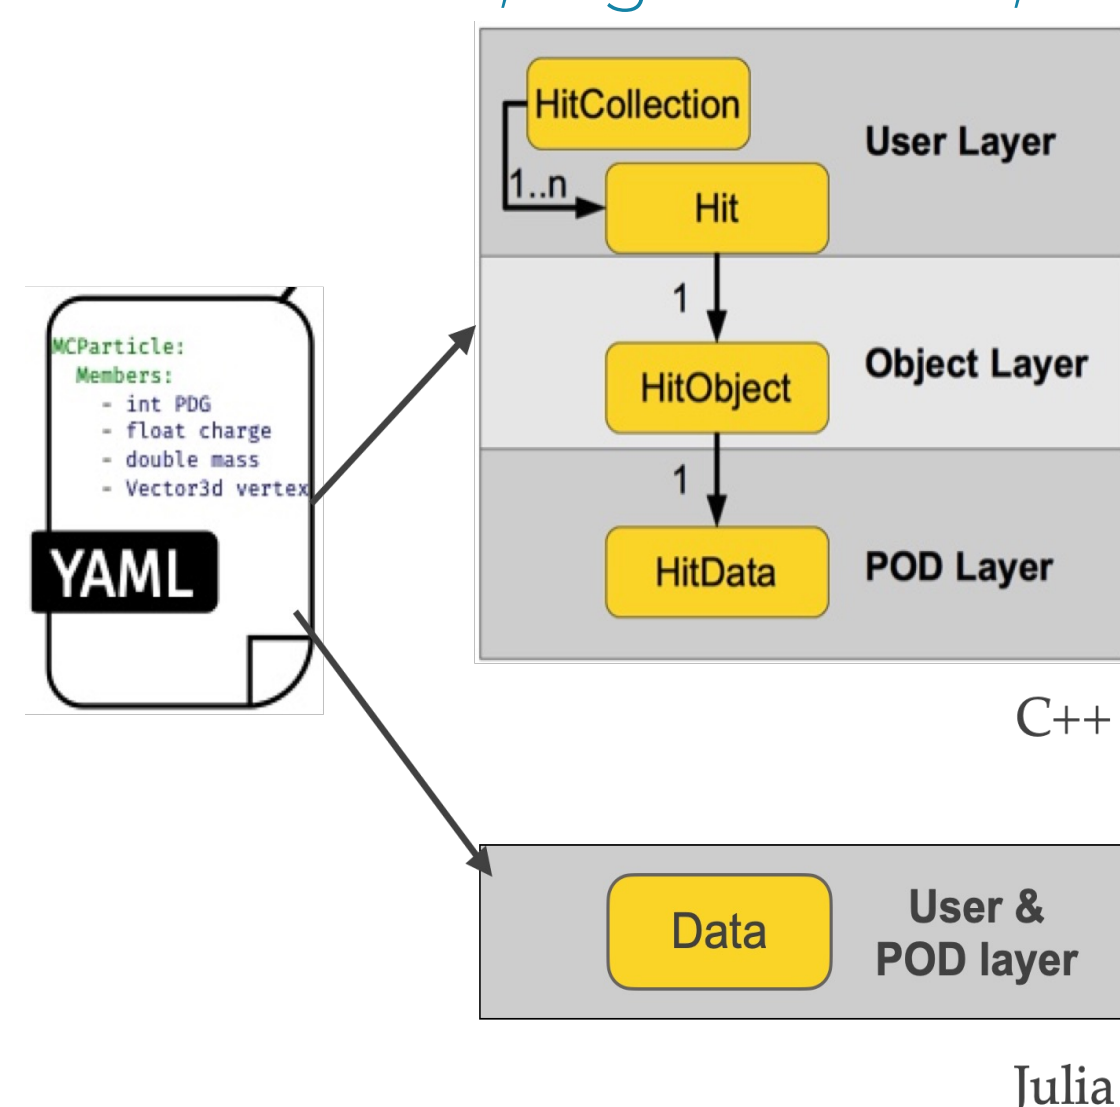 HitCollection
User Layer
1..n
Hit
1
Object Layer
HitObject
1
HitData
POD Layer
C++
MCParticle:
Members:
- int PDG
- float charge
- double mass
- Vector3d vertex
YAML
Data
User &
POD layer
Julia